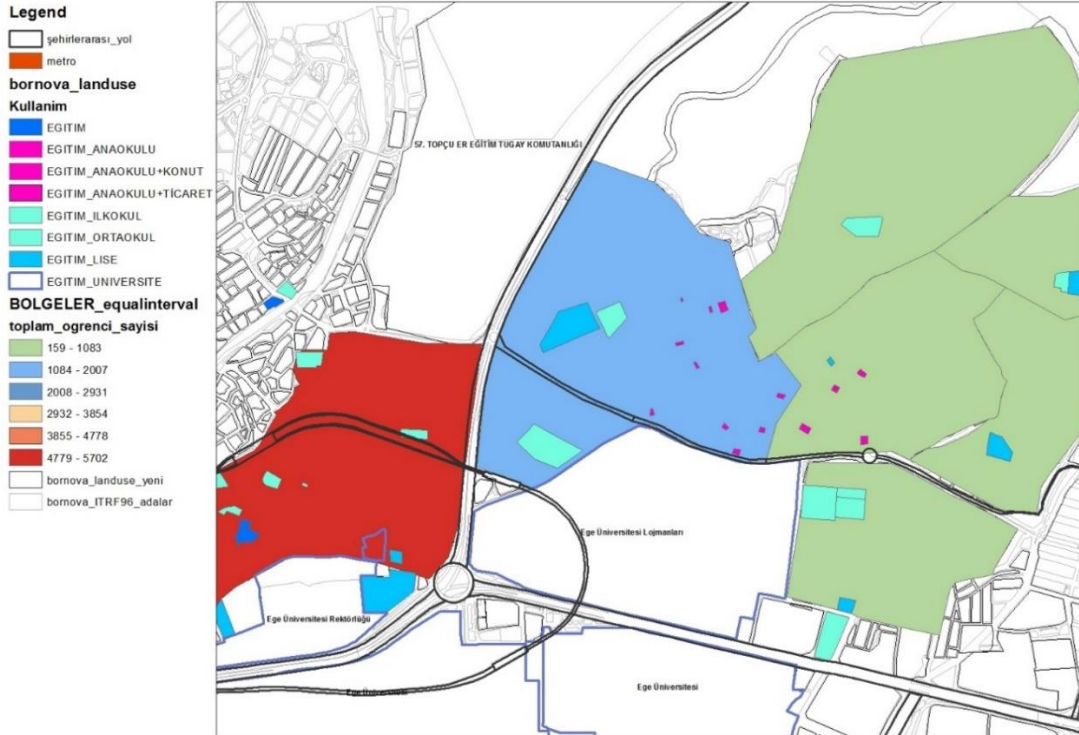 Legend
şehirlerarası_yol
metro
bornova_landuse
Kullanim
EGITIM
EGITIM_ANAOKULU
EGITIM_ANAOKULU+KONUT
EGITIM_ANAOKULU+TİCARET
EGITIM_ILKOKUL
EGITIM_ORTAOKUL
EGITIM_LISE
EGITIM_UNIVERSITE
BOLGELER_equalinterval
toplam_ogrenci_sayisi
159 - 1083
1084 - 2007
2008 - 2931
2932 - 3854
3855 - 4778
4779 - 5702
bornova_landuse_yeni
bornova_ITRF96_adalar
57. TOPÇU ER EĞİTİM TUGAY KOMUTANLIĞI
Ege Üniversitesi Lojmanları
Ege Üniversitesi Rektörlüğü
Ege Üniversitesi
Ege Üniversitesi